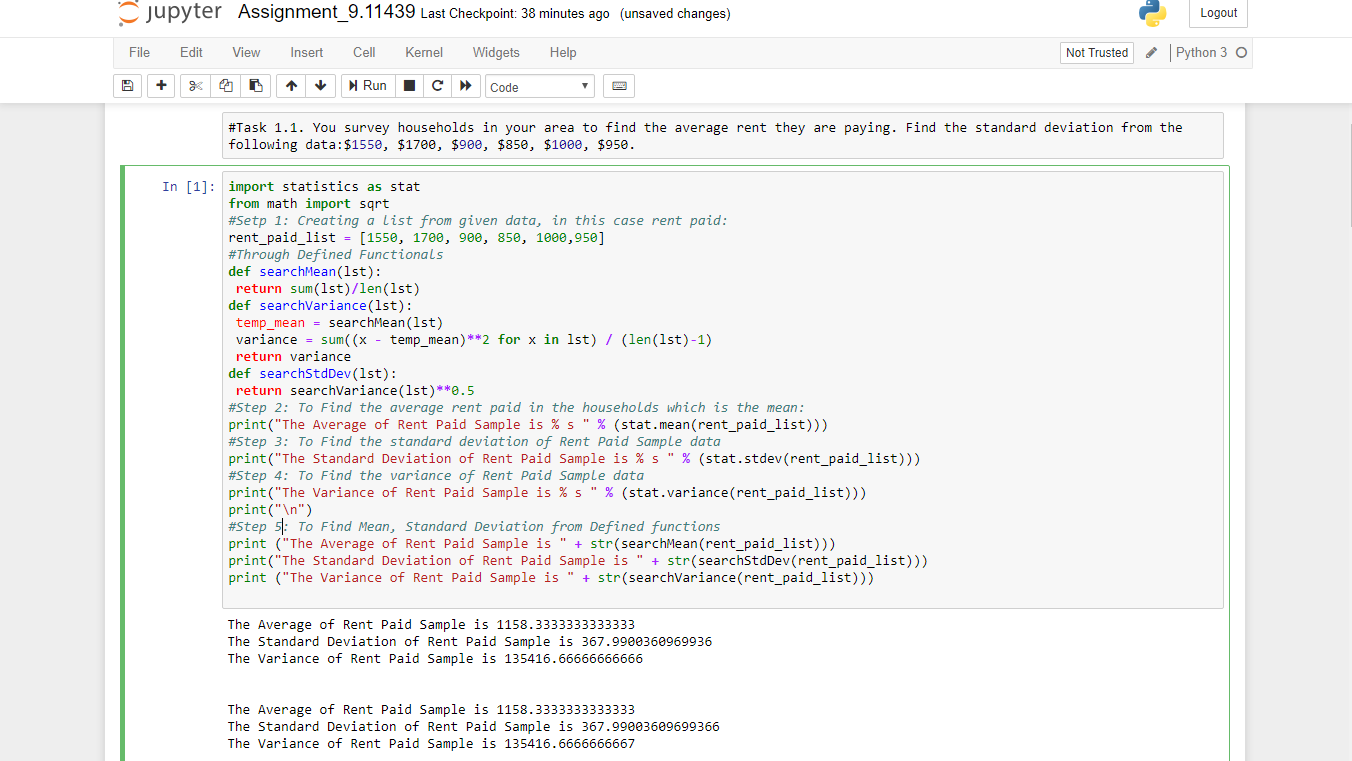 jupyter Assignment_9.11439 Last Checkpoint: 38 minutes ago (unsaved changes)
Logout
File Edit View Insert Cell Kernel Widgets Help
Not Trusted Python 3
Run Code
#Task 1.1. You survey households in your area to find the average rent they are paying. Find the standard deviation from the
following data:$1550, $1700, $900, $850, $1000, $950.
In [1]:
import statistics as stat
from math import sqrt
#Setp 1: Creating a list from given data, in this case rent paid:
rent_paid_list = [1550, 1700, 900, 850, 1000,950]
#Through Defined Functionals
def searchMean(lst):
 return sum(lst)/len(lst)
def searchVariance(lst):
 temp_mean = searchMean(lst)
 variance = sum((x - temp_mean)**2 for x in lst) / (len(lst)-1)
 return variance
def searchStdDev(lst):
 return searchVariance(lst)**0.5
#Step 2: To Find the average rent paid in the households which is the mean:
print("The Average of Rent Paid Sample is % s " % (stat.mean(rent_paid_list)))
#Step 3: To Find the standard deviation of Rent Paid Sample data
print("The Standard Deviation of Rent Paid Sample is % s " % (stat.stdev(rent_paid_list)))
#Step 4: To Find the variance of Rent Paid Sample data
print("The Variance of Rent Paid Sample is % s " % (stat.variance(rent_paid_list)))
print("\n")
#Step 5: To Find Mean, Standard Deviation from Defined functions
print ("The Average of Rent Paid Sample is " + str(searchMean(rent_paid_list)))
print("The Standard Deviation of Rent Paid Sample is " + str(searchStdDev(rent_paid_list)))
print ("The Variance of Rent Paid Sample is " + str(searchVariance(rent_paid_list)))
The Average of Rent Paid Sample is 1158.3333333333333
The Standard Deviation of Rent Paid Sample is 367.9900360969936
The Variance of Rent Paid Sample is 135416.66666666666
The Average of Rent Paid Sample is 1158.3333333333333
The Standard Deviation of Rent Paid Sample is 367.99003609699366
The Variance of Rent Paid Sample is 135416.6666666667